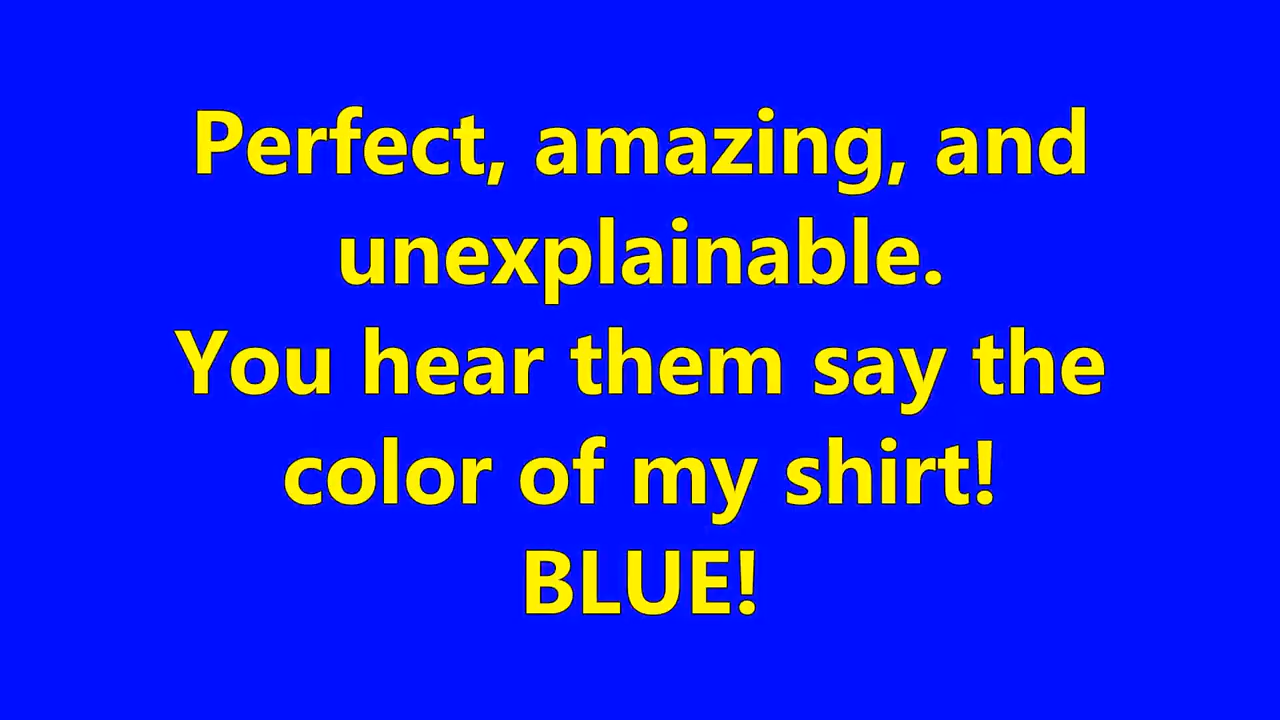 Perfect, amazing, and
unexplainable.
You hear them say the
color of my shirt!
BLUE!